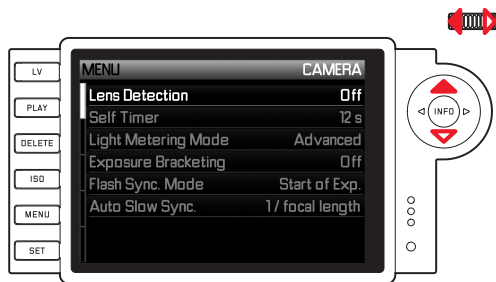 LV
PLAY
DELETE
ISO
MENU
SET
MENU CAMERA
Lens Detection Off
Self Timer 12 s
Light Metering Mode Advanced
Exposure Bracketing Off
Flash Sync. Mode Start of Exp.
Auto Slow Sync. 1/ focal length
INFO